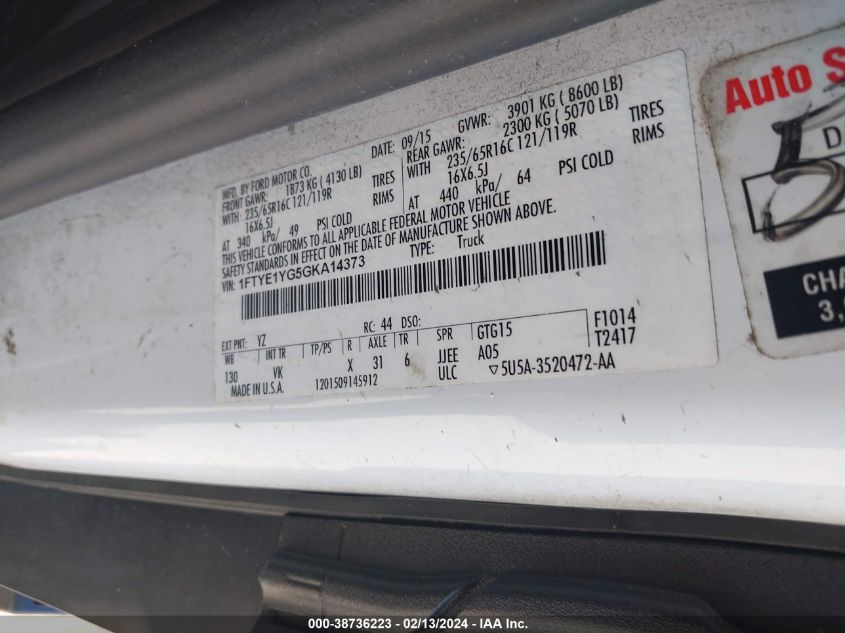 MFD. BY FORD MOTOR CO.
DATE: 09/15 GVWR: 3901 KG ( 8600 LB)
FRONT GAWR: 1873 KG ( 4130 LB)
REAR GAWR: 2300 KG ( 5070 LB)
WITH 235/65R16C 121/119R TIRES
WITH 235/65R16C 121/119R TIRES
16X6.5J RIMS
16X6.5J RIMS
AT 340 kPa/ 49 PSI COLD
AT 440 kPa/ 64 PSI COLD
THIS VEHICLE CONFORMS TO ALL APPLICABLE FEDERAL MOTOR VEHICLE
SAFETY STANDARDS IN EFFECT ON THE DATE OF MANUFACTURE SHOWN ABOVE.
VIN: 1FTYE1YG5GKA14373 TYPE: Truck
EXT PNT: YZ RC: 44 DSO: F1014
WB INT TR TP/PS R AXLE TR SPR GTG15 T2417
130 VK X 31 6 JJEE A05
ULC
MADE IN U.S.A. 1201509145912 5U5A-3520472-AA
Auto S
D
CHA
3,
000-38736223 - 02/13/2024 - IAA Inc.